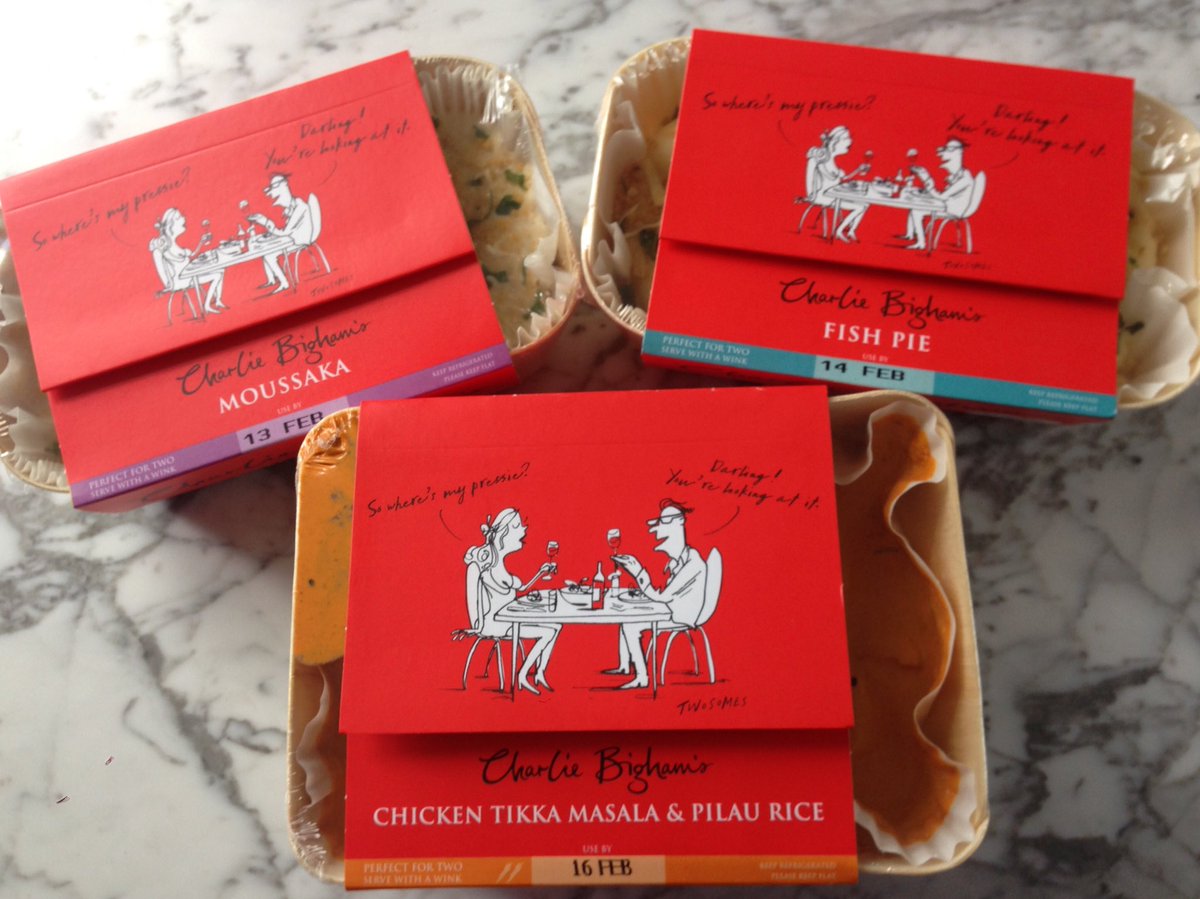 So where's my pressie?
Darling!
You're looking at it.
TWOSOMES
Charlie Bigham's
MOUSSAKA
USE BY
13 FEB
PERFECT FOR TWO
SERVE WITH A WINK
KEEP REFRIGERATED
PLEASE KEEP FLAT
So where's my pressie?
Darling!
You're looking at it.
TWOSOMES
Charlie Bigham's
FISH PIE
USE BY
14 FEB
PERFECT FOR TWO
SERVE WITH A WINK
KEEP REFRIGERATED
PLEASE KEEP FLAT
So where's my pressie?
Darling!
You're looking at it.
TWOSOMES
Charlie Bigham's
CHICKEN TIKKA MASALA & PILAU RICE
USE BY
16 FEB
PERFECT FOR TWO
SERVE WITH A WINK
KEEP REFRIGERATED
PLEASE KEEP FLAT